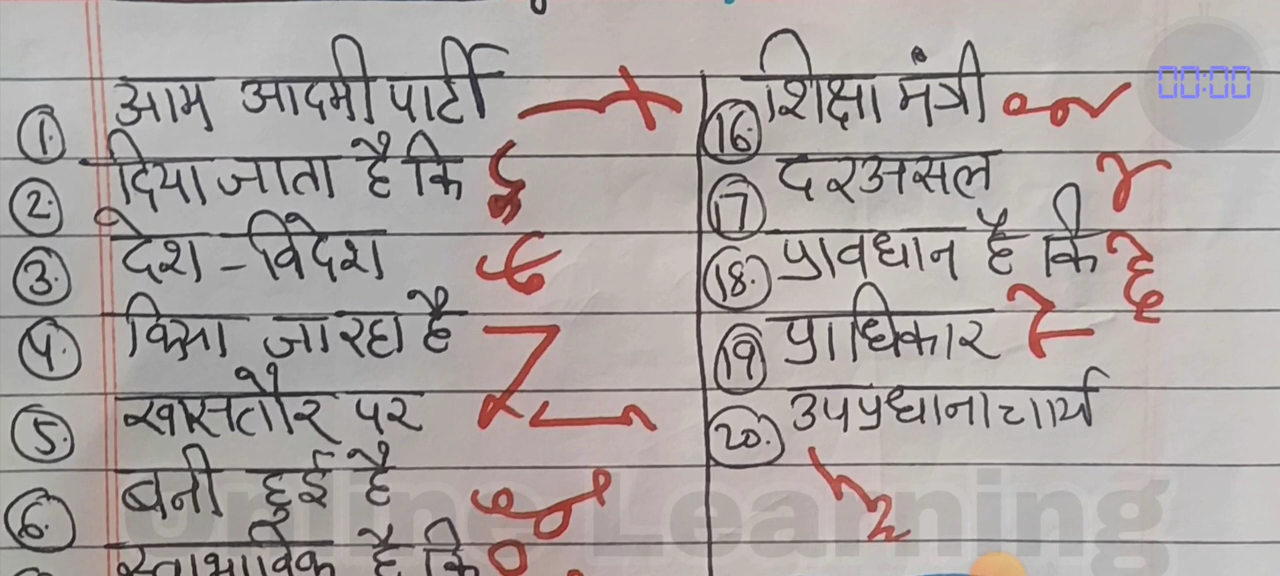 ① आम आदमी पार्टी
② दिया जाता है कि
③ देश - विदेश
④ किया जा रहा है
⑤ खासतौर पर
⑥ बनी हुई है
स्वाभाविक है कि
⑯ शिक्षा मंत्री
⑰ दरअसल
⑱ प्रावधान है कि
⑲ प्राधिकार
⑳ उपप्रधानाचार्य
00:00
Online Learning